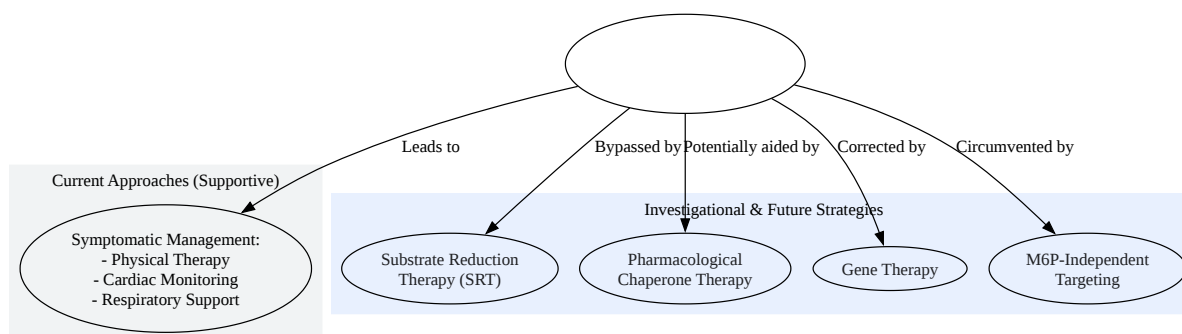 Leads to
Bypassed by
Potentially aided by
Corrected by
Circumvented by
Current Approaches (Supportive)
Symptomatic Management:
- Physical Therapy
- Cardiac Monitoring
- Respiratory Support
Investigational & Future Strategies
Substrate Reduction
Therapy (SRT)
Pharmacological
Chaperone Therapy
Gene Therapy
M6P-Independent
Targeting